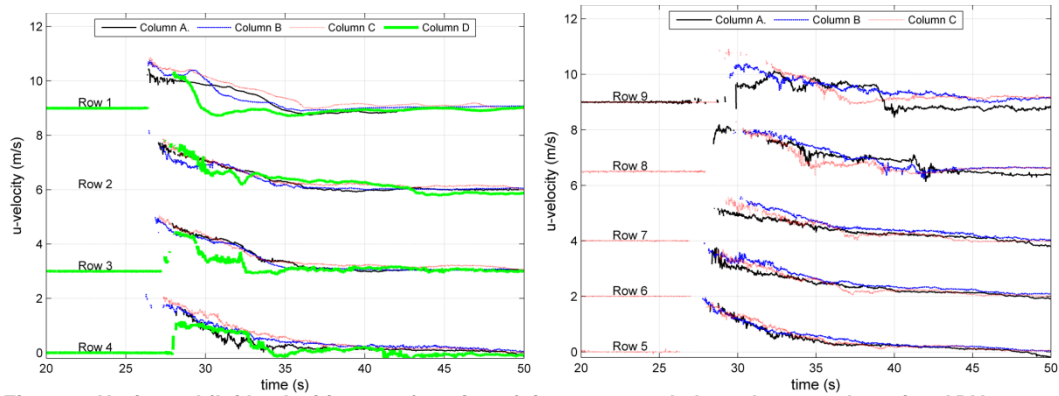 Column A. Column B Column C Column D
12
10
8
6
4
2
0
u-velocity (m/s)
Row 1
Row 2
Row 3
Row 4
20 25 30 35 40 45 50
time (s)
Column A. Column B Column C
12
10
8
6
4
2
0
u-velocity (m/s)
Row 9
Row 8
Row 7
Row 6
Row 5
20 25 30 35 40 45 50
time (s)